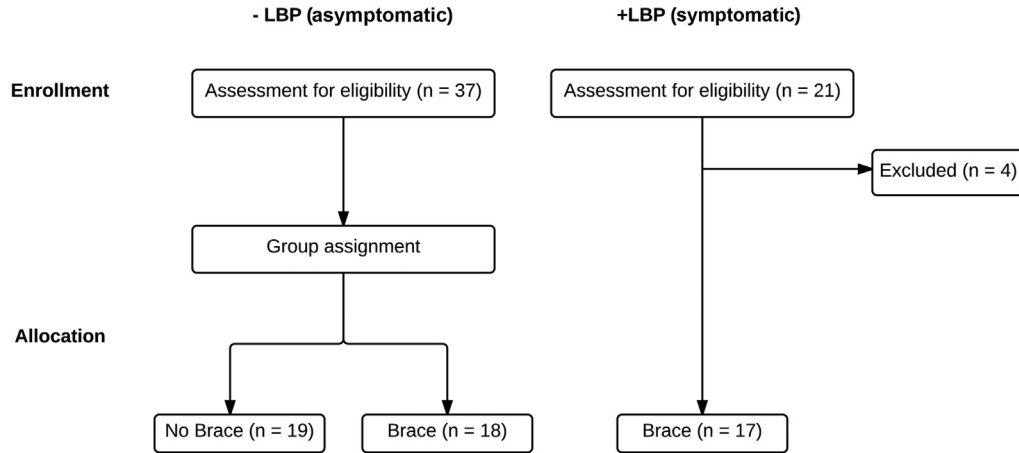 - LBP (asymptomatic)
+LBP (symptomatic)
Enrollment
Assessment for eligibility (n = 37)
Assessment for eligibility (n = 21)
Excluded (n = 4)
Group assignment
Allocation
No Brace (n = 19)
Brace (n = 18)
Brace (n = 17)